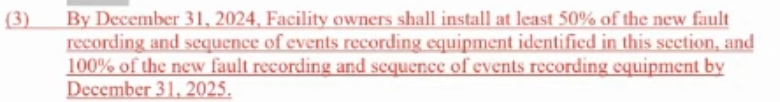 (3) By December 31, 2024, Facility owners shall install at least 50% of the new fault
recording and sequence of events recording equipment identified in this section, and
100% of the new fault recording and sequence of events recording equipment by
December 31, 2025.